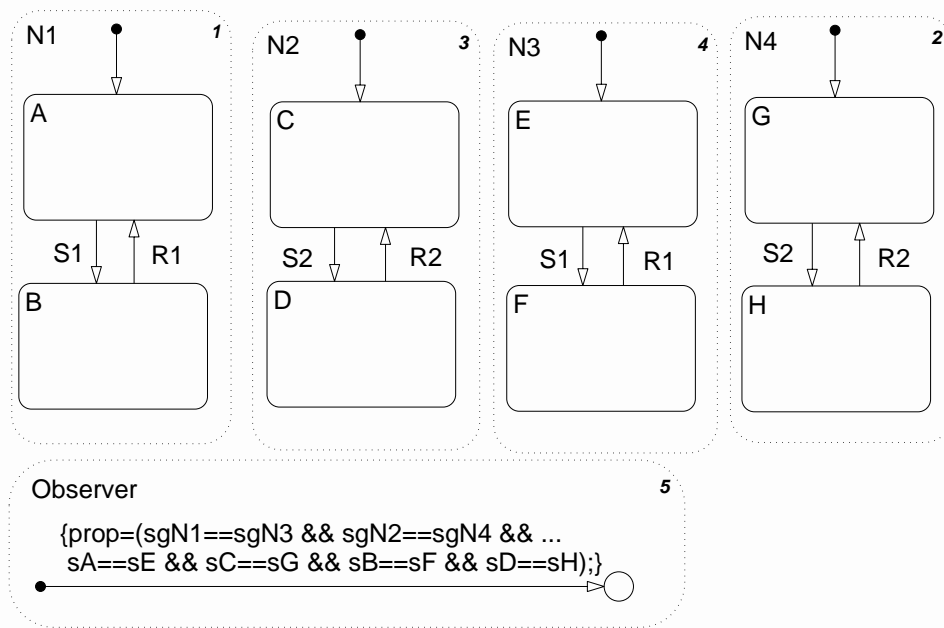 N1
1
A
S1
R1
B
N2
3
C
S2
R2
D
N3
4
E
S1
R1
F
N4
2
G
S2
R2
H
Observer
5
{prop=(sgN1==sgN3 && sgN2==sgN4 && ...
sA==sE && sC==sG && sB==sF && sD==sH);}